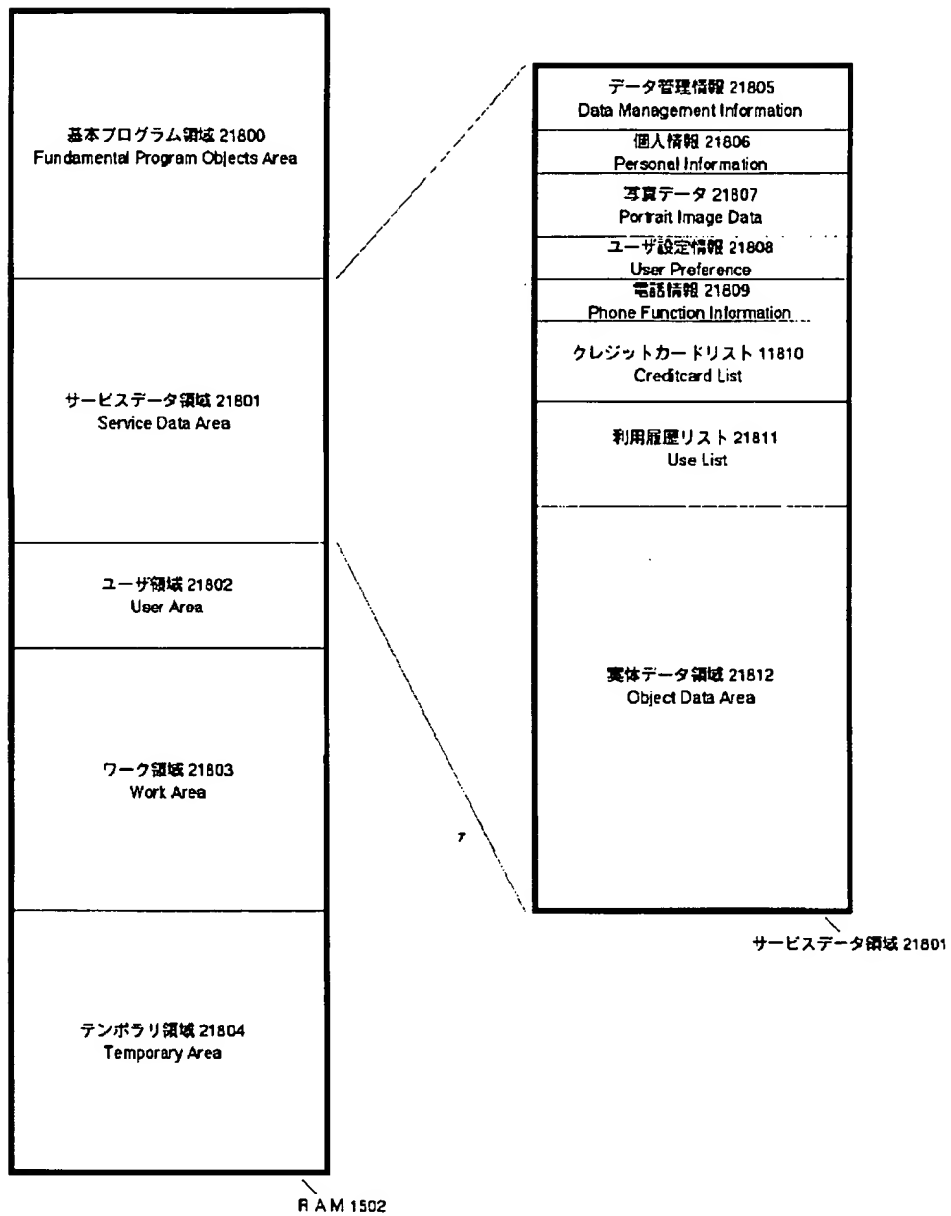 基本プログラム領域 21800
Fundamental Program Objects Area
サービスデータ領域 21801
Service Data Area
ユーザ領域 21802
User Area
ワーク領域 21803
Work Area
テンポラリ領域 21804
Temporary Area
RAM 1502
データ管理情報 21805
Data Management Information
個人情報 21806
Personal Information
写真データ 21807
Portrait Image Data
ユーザ設定情報 21808
User Preference
電話情報 21809
Phone Function Information
クレジットカードリスト 11810
Creditcard List
利用履歴リスト 21811
Use List
実体データ領域 21812
Object Data Area
サービスデータ領域 21801